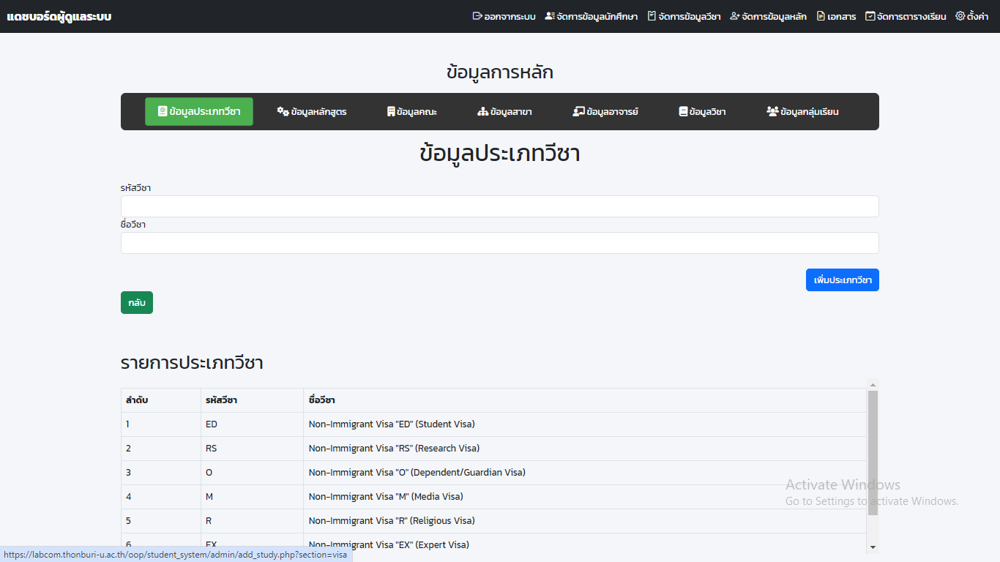 แดชบอร์ดผู้ดูแลระบบ ออกจากระบบ จัดการข้อมูลนักศึกษา จัดการข้อมูลวีซ่า จัดการข้อมูลหลัก เอกสาร จัดการตารางเรียน ตั้งค่า
ข้อมูลการหลัก
ข้อมูลประเภทวีซ่า ข้อมูลหลักสูตร ข้อมูลคณะ ข้อมูลสาขา ข้อมูลอาจารย์ ข้อมูลวิชา ข้อมูลกลุ่มเรียน
ข้อมูลประเภทวีซ่า
รหัสวีซ่า
ชื่อวีซ่า
เพิ่มประเภทวีซ่า
กลับ
รายการประเภทวีซ่า
ลำดับ รหัสวีซ่า ชื่อวีซ่า
1 ED Non-Immigrant Visa "ED" (Student Visa)
2 RS Non-Immigrant Visa "RS" (Research Visa)
3 O Non-Immigrant Visa "O" (Dependent/Guardian Visa)
4 M Non-Immigrant Visa "M" (Media Visa)
5 R Non-Immigrant Visa "R" (Religious Visa)
6 EX Non-Immigrant Visa "EX" (Expert Visa)
Activate Windows
Go to Settings to activate Windows.
https://labcom.thonburi-u.ac.th/oop/student_system/admin/add_study.php?section=visa